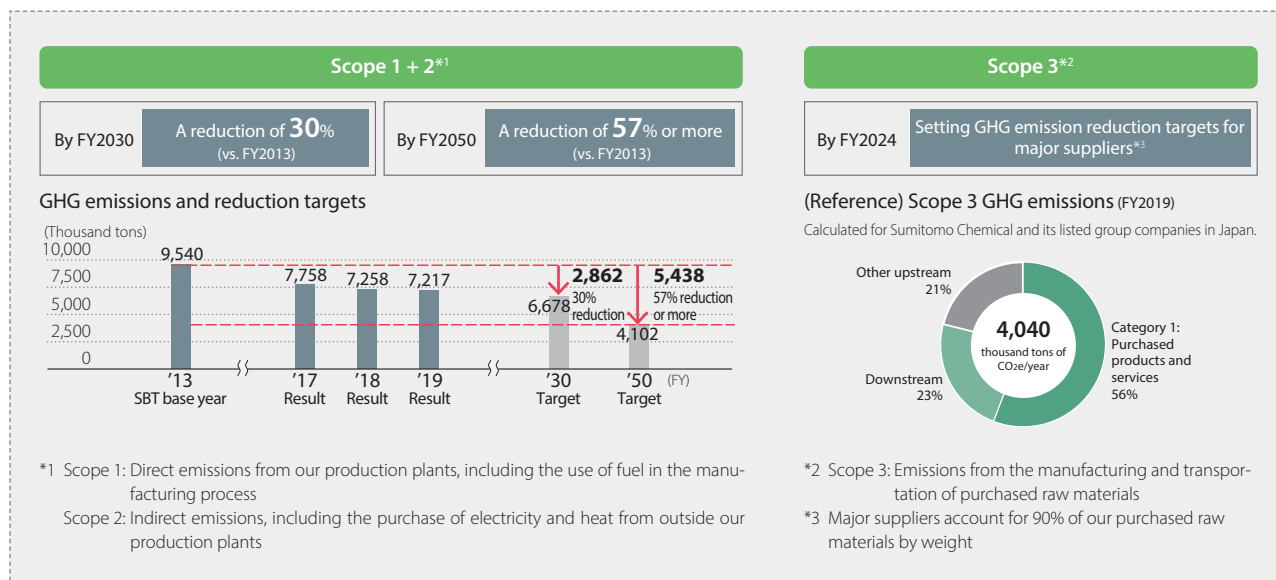 Scope 1 + 2*1
By FY2030
A reduction of 30%
(vs. FY2013)
By FY2050
A reduction of 57% or more
(vs. FY2013)
GHG emissions and reduction targets
(Thousand tons)
10,000
7,500
5,000
2,500
0
9,540
7,758
7,258
7,217
6,678
2,862
30%
reduction
4,102
5,438
57% reduction
or more
’13
SBT base year
’17
Result
’18
Result
’19
Result
’30
Target
’50
Target
(FY)
*1 Scope 1: Direct emissions from our production plants, including the use of fuel in the manu-
facturing process
Scope 2: Indirect emissions, including the purchase of electricity and heat from outside our
production plants
Scope 3*2
By FY2024
Setting GHG emission reduction targets for
major suppliers*3
(Reference) Scope 3 GHG emissions (FY2019)
Calculated for Sumitomo Chemical and its listed group companies in Japan.
Other upstream
21%
Downstream
23%
4,040
thousand tons of
CO2e/year
Category 1:
Purchased
products and
services
56%
*2 Scope 3: Emissions from the manufacturing and transpor-
tation of purchased raw materials
*3 Major suppliers account for 90% of our purchased raw
materials by weight